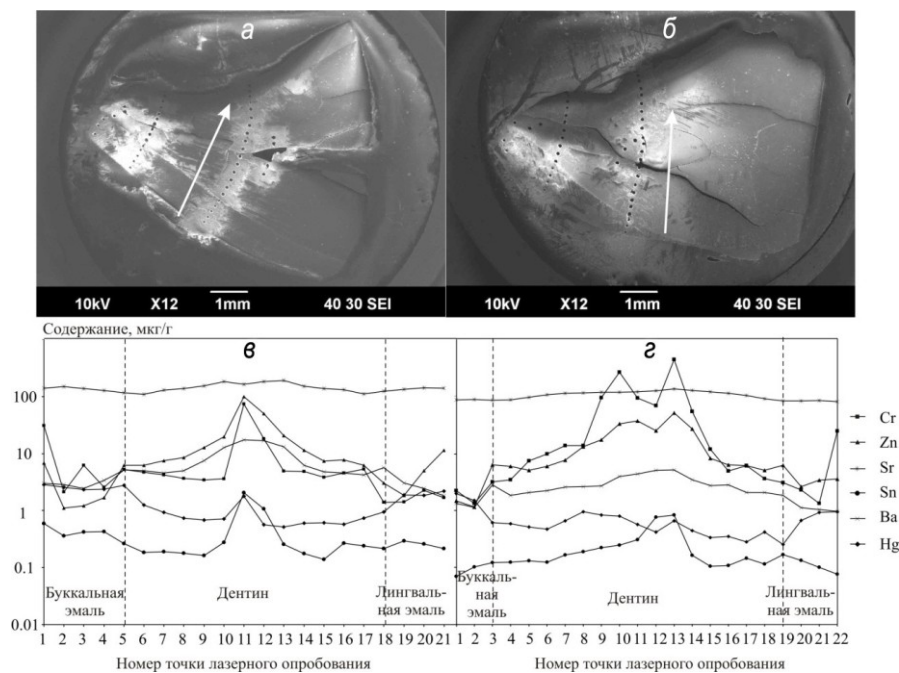 а
б
10kV X12 1mm 40 30 SEI
10kV X12 1mm 40 30 SEI
Содержание, мкг/г
в
г
100
10
1
0.1
0.01
Cr
Zn
Sr
Sn
Ba
Hg
Буккальная
эмаль
Дентин
Лингваль-
ная эмаль
Буккаль-
ная
эмаль
Дентин
Лингваль-
ная эмаль
1 2 3 4 5 6 7 8 9 10 11 12 13 14 15 16 17 18 19 20 21
1 2 3 4 5 6 7 8 9 10 11 12 13 14 15 16 17 18 19 20 21 22
Номер точки лазерного опробования
Номер точки лазерного опробования